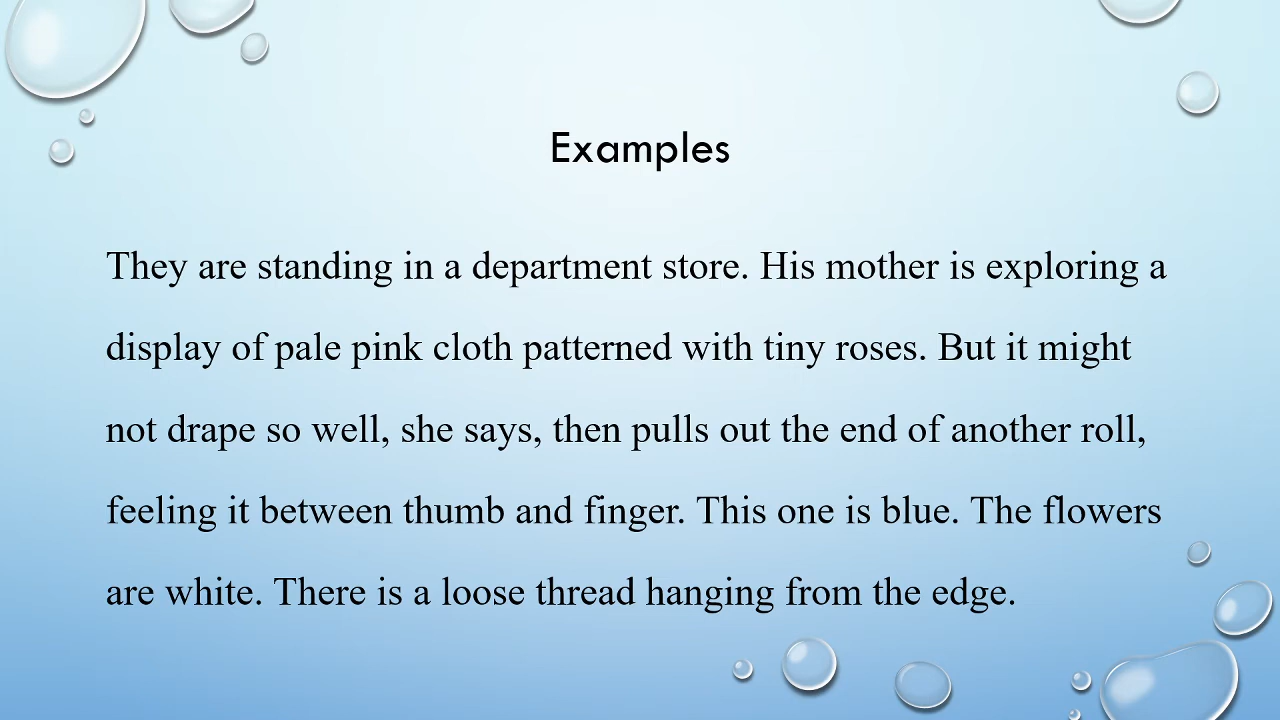 Examples
They are standing in a department store. His mother is exploring a
display of pale pink cloth patterned with tiny roses. But it might
not drape so well, she says, then pulls out the end of another roll,
feeling it between thumb and finger. This one is blue. The flowers
are white. There is a loose thread hanging from the edge.